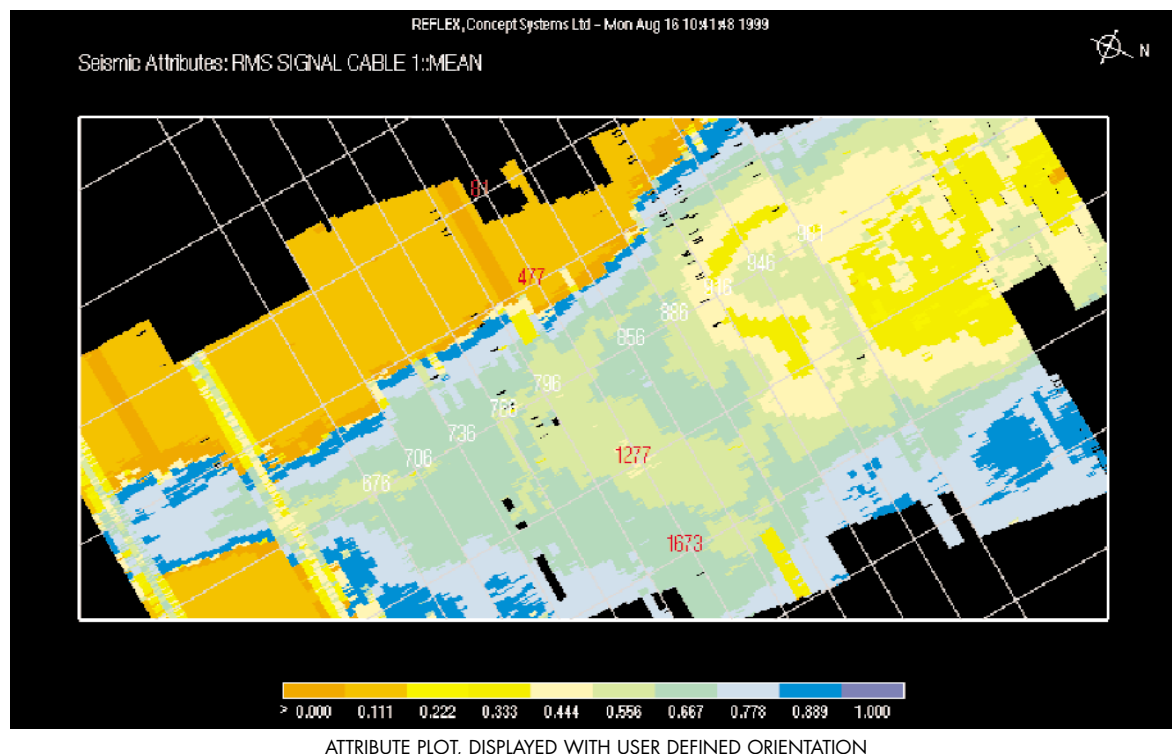 REFLEX, Concept Systems Ltd - Mon Aug 16 10:41:48 1999
N
Seismic Attributes: RMS SIGNAL CABLE 1::MEAN
81
477
946
916
886
856
796
766
736
706
676
1277
1673
> 0.000 0.111 0.222 0.333 0.444 0.556 0.667 0.778 0.889 1.000
ATTRIBUTE PLOT, DISPLAYED WITH USER DEFINED ORIENTATION